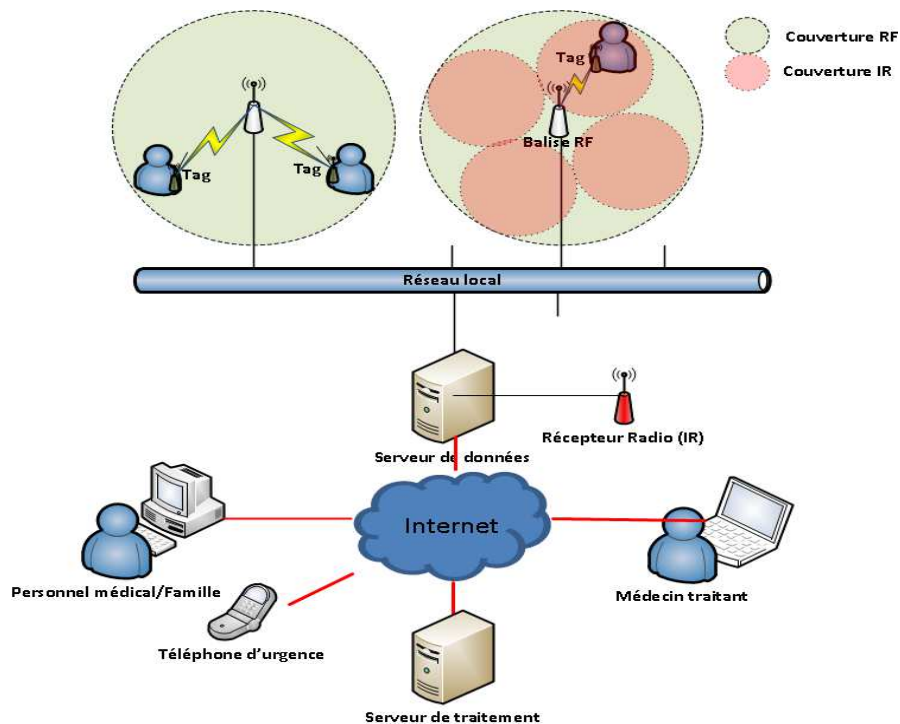 Couverture RF
Couverture IR
Tag
Balise RF
Tag
Tag
Réseau local
Récepteur Radio (IR)
Serveur de données
Internet
Personnel médical/Famille
Médecin traitant
Téléphone d'urgence
Serveur de traitement